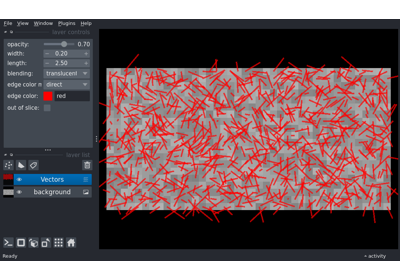 File View Window Plugins Help
layer controls
opacity: 0.70
width: 0.20
length: 2.50
blending: translucent
edge color m direct
edge color: red
out of slice:
layer list
Vectors
background
Ready
activity